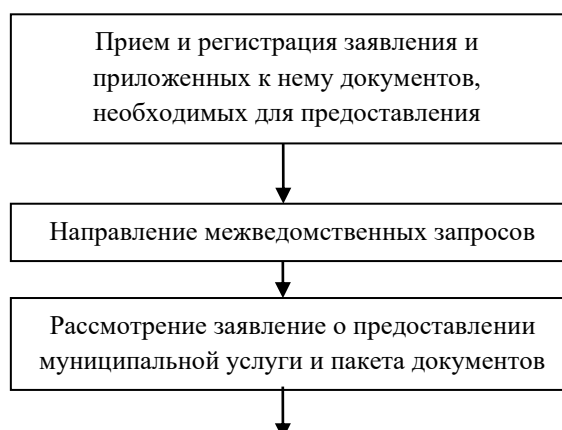 Прием и регистрация заявления и
приложенных к нему документов,
необходимых для предоставления
Направление межведомственных запросов
Рассмотрение заявление о предоставлении
муниципальной услуги и пакета документов